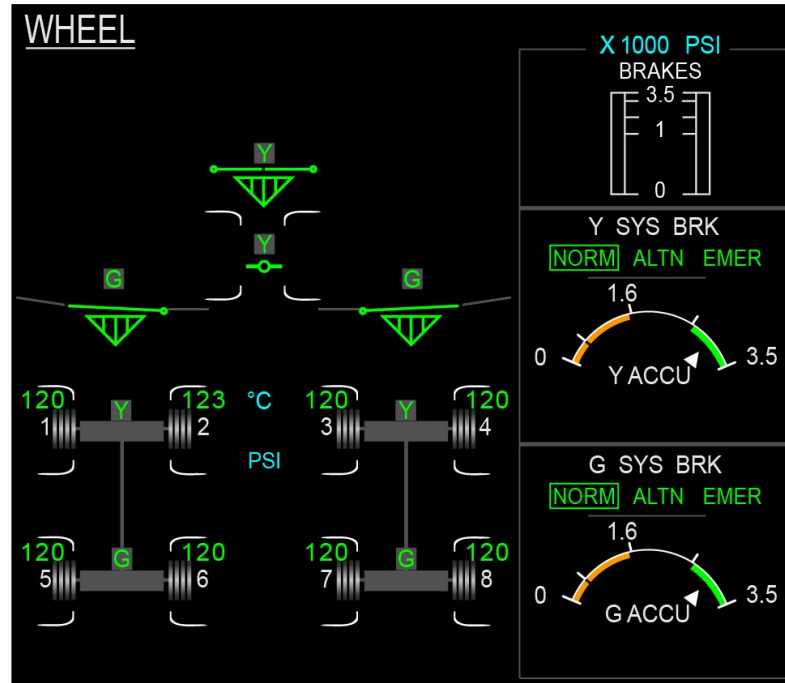 WHEEL
X 1000 PSI
BRAKES
3.5
1
0
Y
Y
G G
Y SYS BRK
NORM ALTN EMER
1.6
0 3.5
Y ACCU
120 Y 123 °C 120 Y 120
1 2 3 4
PSI
G SYS BRK
NORM ALTN EMER
1.6
0 3.5
G ACCU
120 G 120 120 G 120
5 6 7 8